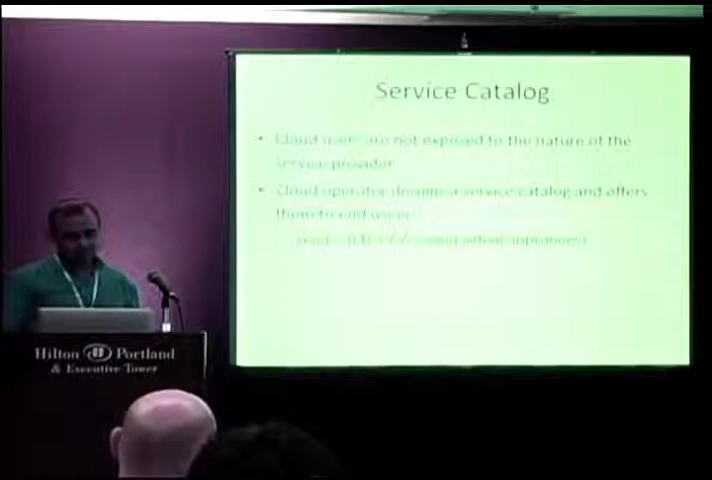 Service Catalog
• Cloud users are not exposed to the nature of the
service provider
• Cloud operator designs a service catalog and offers
them to end users
Hilton Portland
& Executive Tower